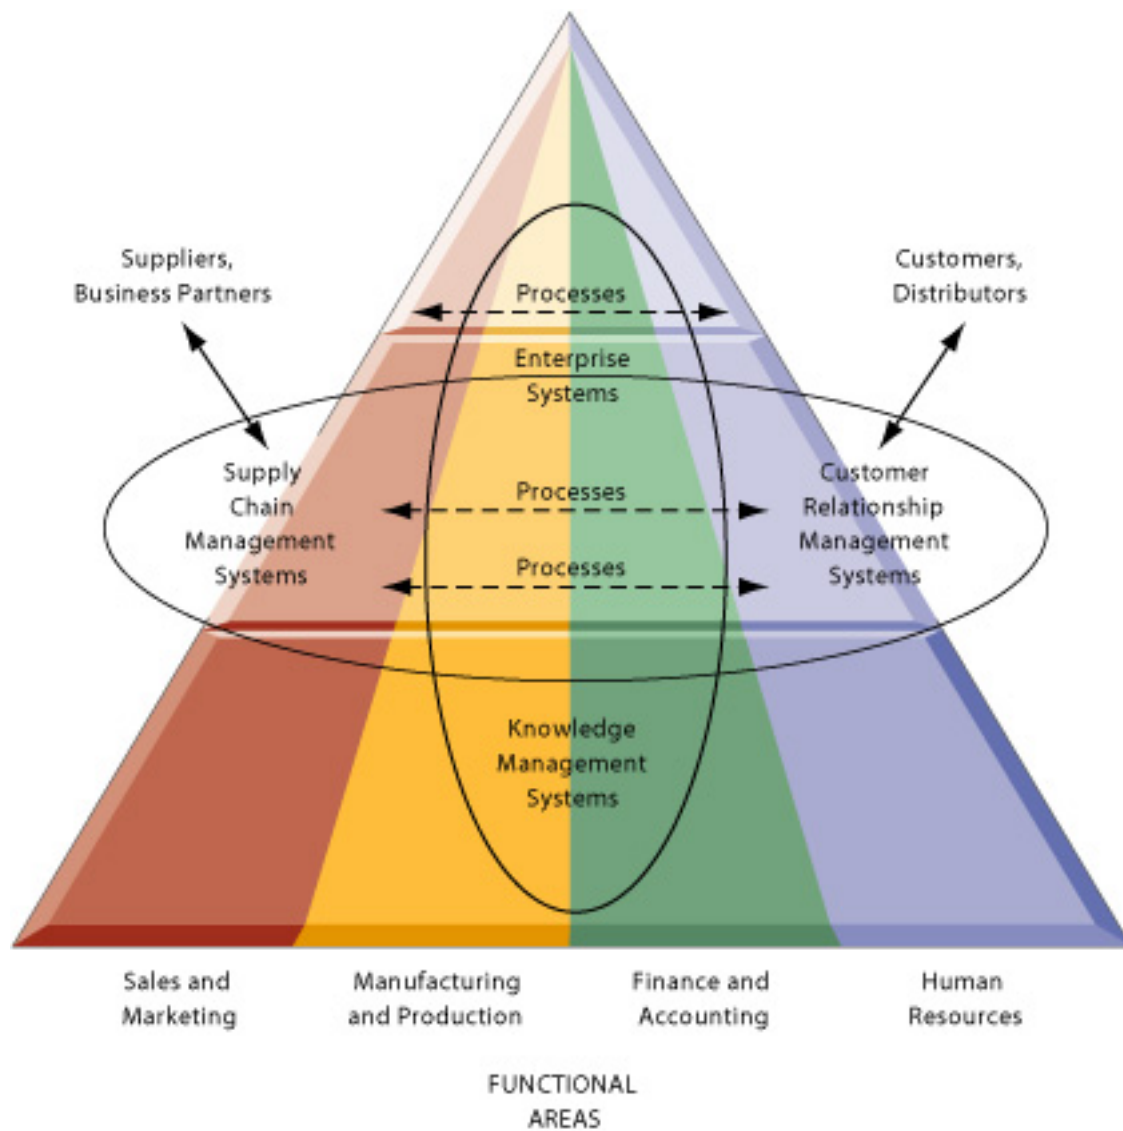 Suppliers,
Business Partners
Customers,
Distributors
Processes
Enterprise
Systems
Supply
Chain
Management
Systems
Processes
Processes
Customer
Relationship
Management
Systems
Knowledge
Management
Systems
Sales and
Marketing
Manufacturing
and Production
Finance and
Accounting
Human
Resources
FUNCTIONAL
AREAS